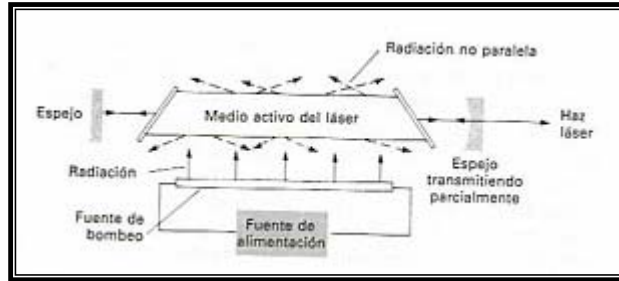 Radiación no paralela
Espejo
Medio activo del láser
Haz
láser
Radiación
Espejo
transmitiendo
parcialmente
Fuente de
bombeo
Fuente de
alimentación